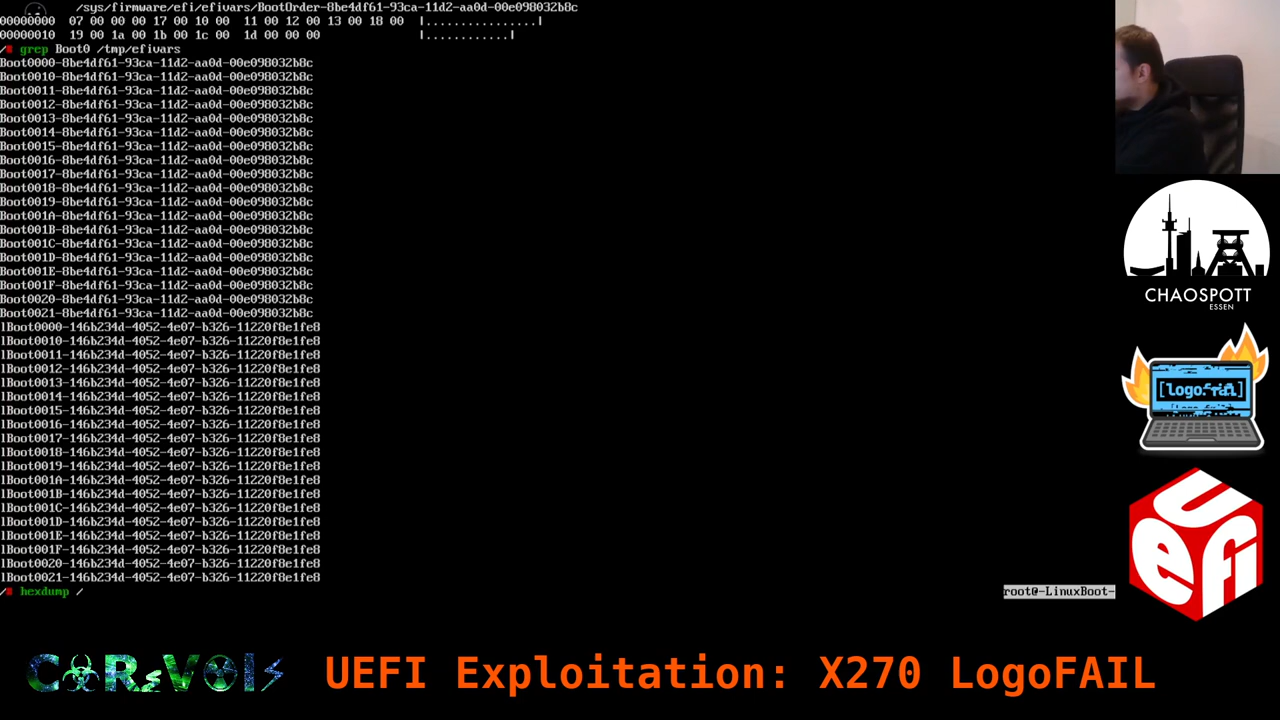 /sys/firmware/efi/efivars/BootOrder-8be4df61-93ca-11d2-aa0d-00e098032b8c
00000000 07 00 00 00 17 00 10 00 11 00 12 00 13 00 18 00 |................|
00000010 19 00 1a 00 1b 00 1c 00 1d 00 00 00 |............|
/ grep Boot0 /tmp/efivars
Boot0000-8be4df61-93ca-11d2-aa0d-00e098032b8c
Boot0010-8be4df61-93ca-11d2-aa0d-00e098032b8c
Boot0011-8be4df61-93ca-11d2-aa0d-00e098032b8c
Boot0012-8be4df61-93ca-11d2-aa0d-00e098032b8c
Boot0013-8be4df61-93ca-11d2-aa0d-00e098032b8c
Boot0014-8be4df61-93ca-11d2-aa0d-00e098032b8c
Boot0015-8be4df61-93ca-11d2-aa0d-00e098032b8c
Boot0016-8be4df61-93ca-11d2-aa0d-00e098032b8c
Boot0017-8be4df61-93ca-11d2-aa0d-00e098032b8c
Boot0018-8be4df61-93ca-11d2-aa0d-00e098032b8c
Boot0019-8be4df61-93ca-11d2-aa0d-00e098032b8c
Boot001A-8be4df61-93ca-11d2-aa0d-00e098032b8c
Boot001B-8be4df61-93ca-11d2-aa0d-00e098032b8c
Boot001C-8be4df61-93ca-11d2-aa0d-00e098032b8c
Boot001D-8be4df61-93ca-11d2-aa0d-00e098032b8c
Boot001E-8be4df61-93ca-11d2-aa0d-00e098032b8c
Boot001F-8be4df61-93ca-11d2-aa0d-00e098032b8c
Boot0020-8be4df61-93ca-11d2-aa0d-00e098032b8c
Boot0021-8be4df61-93ca-11d2-aa0d-00e098032b8c
lBoot0000-146b234d-4052-4e07-b326-11220f8e1fe8
lBoot0010-146b234d-4052-4e07-b326-11220f8e1fe8
lBoot0011-146b234d-4052-4e07-b326-11220f8e1fe8
lBoot0012-146b234d-4052-4e07-b326-11220f8e1fe8
lBoot0013-146b234d-4052-4e07-b326-11220f8e1fe8
lBoot0014-146b234d-4052-4e07-b326-11220f8e1fe8
lBoot0015-146b234d-4052-4e07-b326-11220f8e1fe8
lBoot0016-146b234d-4052-4e07-b326-11220f8e1fe8
lBoot0017-146b234d-4052-4e07-b326-11220f8e1fe8
lBoot0018-146b234d-4052-4e07-b326-11220f8e1fe8
lBoot0019-146b234d-4052-4e07-b326-11220f8e1fe8
lBoot001A-146b234d-4052-4e07-b326-11220f8e1fe8
lBoot001B-146b234d-4052-4e07-b326-11220f8e1fe8
lBoot001C-146b234d-4052-4e07-b326-11220f8e1fe8
lBoot001D-146b234d-4052-4e07-b326-11220f8e1fe8
lBoot001E-146b234d-4052-4e07-b326-11220f8e1fe8
lBoot001F-146b234d-4052-4e07-b326-11220f8e1fe8
lBoot0020-146b234d-4052-4e07-b326-11220f8e1fe8
lBoot0021-146b234d-4052-4e07-b326-11220f8e1fe8
/ hexdump /
root@-LinuxBoot-
CHAOSPOTT
ESSEN
[logofail]
UEFI
UEFI Exploitation: X270 LogoFAIL